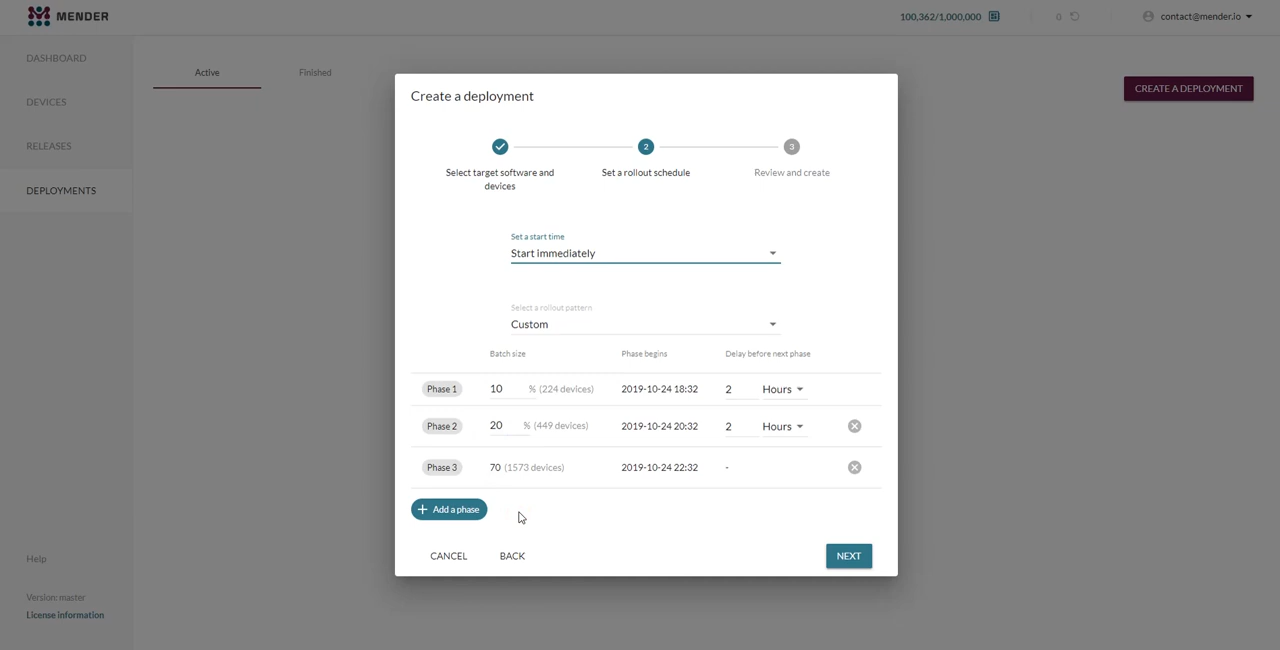 MENDER
100,362/1,000,000
0
contact@mender.io
DASHBOARD
DEVICES
RELEASES
DEPLOYMENTS
Active Finished
CREATE A DEPLOYMENT
Create a deployment
2
3
Select target software and
devices
Set a rollout schedule
Review and create
Set a start time
Start immediately
Select a rollout pattern
Custom
Batch size Phase begins Delay before next phase
Phase 1 10 % (224 devices) 2019-10-24 18:32 2 Hours
Phase 2 20 % (449 devices) 2019-10-24 20:32 2 Hours
Phase 3 70 (1573 devices) 2019-10-24 22:32 -
+ Add a phase
CANCEL BACK NEXT
Help
Version: master
License information